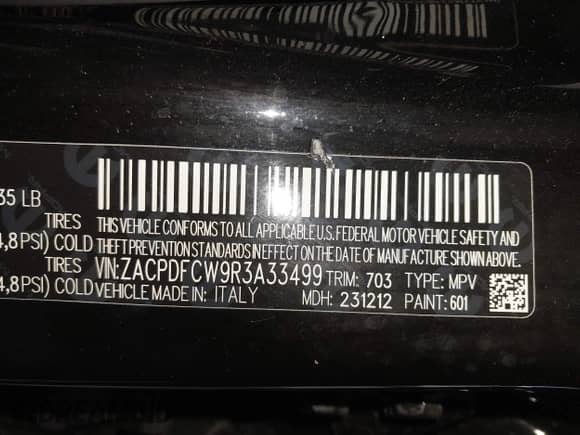 35 LB
TIRES THIS VEHICLE CONFORMS TO ALL APPLICABLE U.S. FEDERAL MOTOR VEHICLE SAFETY AND
4,8PSI) COLD THEFT PREVENTION STANDARDS IN EFFECT ON THE DATE OF MANUFACTURE SHOWN ABOVE.
TIRES VIN:ZACPDFCW9R3A33499 TRIM: 703 TYPE: MPV
4,8PSI) COLD VEHICLE MADE IN: ITALY MDH: 231212 PAINT: 601